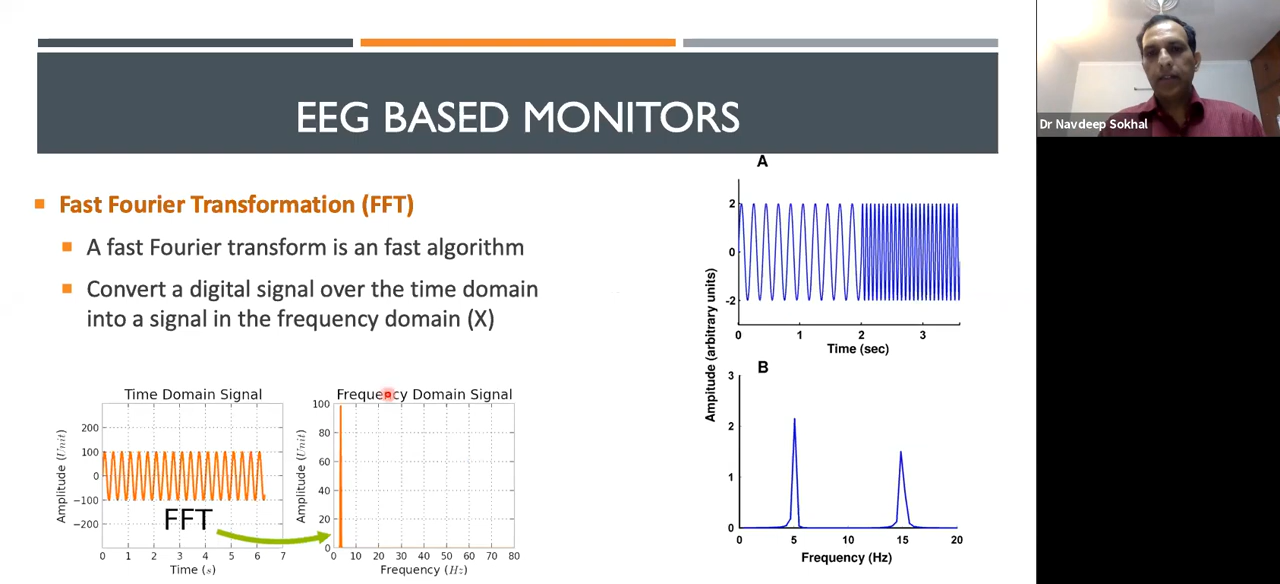 EEG BASED MONITORS
Dr Navdeep Sokhal
Fast Fourier Transformation (FFT)
A fast Fourier transform is an fast algorithm
Convert a digital signal over the time domain
into a signal in the frequency domain (X)
Time Domain Signal
Amplitude (Unit)
200
100
0
−100
−200
FFT
0 1 2 3 4 5 6 7
Time (s)
Frequency Domain Signal
Amplitude (Unit)
100
80
60
40
20
0
0 10 20 30 40 50 60 70 80
Frequency (Hz)
A
Amplitude (arbitrary units)
2
0
-2
0 1 2 3
Time (sec)
B
3
2
1
0
0 5 10 15 20
Frequency (Hz)